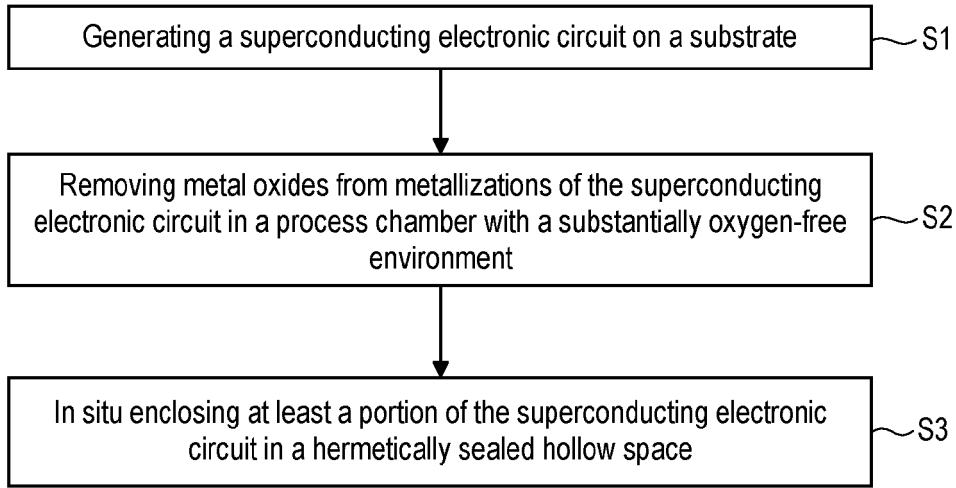 Generating a superconducting electronic circuit on a substrate
S1
Removing metal oxides from metallizations of the superconducting
electronic circuit in a process chamber with a substantially oxygen-free
environment
S2
In situ enclosing at least a portion of the superconducting electronic
circuit in a hermetically sealed hollow space
S3